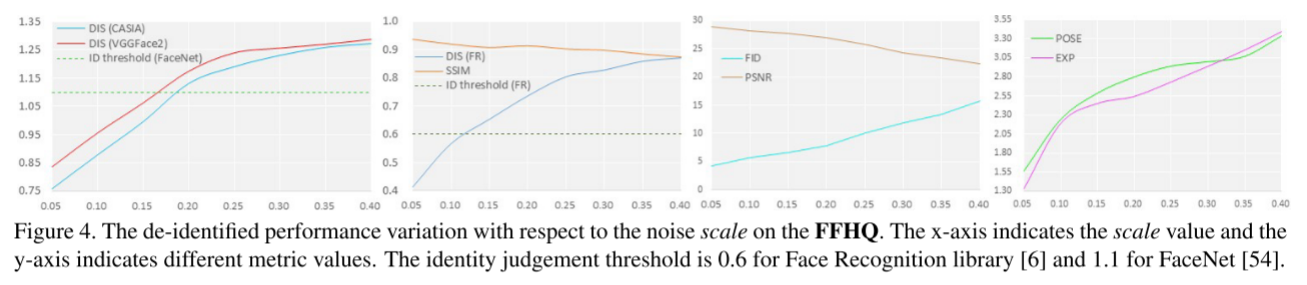 1.35
1.25
1.15
1.05
0.95
0.85
0.75
DIS (CASIA)
DIS (VGGFace2)
ID threshold (FaceNet)
0.05 0.10 0.15 0.20 0.25 0.30 0.35 0.40
1.0
0.9
0.8
0.7
0.6
0.5
0.4
DIS (FR)
SSIM
ID threshold (FR)
0.05 0.10 0.15 0.20 0.25 0.30 0.35 0.40
30
25
20
15
10
5
0
FID
PSNR
0.05 0.10 0.15 0.20 0.25 0.30 0.35 0.40
3.55
3.30
3.05
2.80
2.55
2.30
2.05
1.80
1.55
1.30
POSE
EXP
0.05 0.10 0.15 0.20 0.25 0.30 0.35 0.40
Figure 4. The de-identified performance variation with respect to the noise scale on the FFHQ. The x-axis indicates the scale value and the
y-axis indicates different metric values. The identity judgement threshold is 0.6 for Face Recognition library [6] and 1.1 for FaceNet [54].